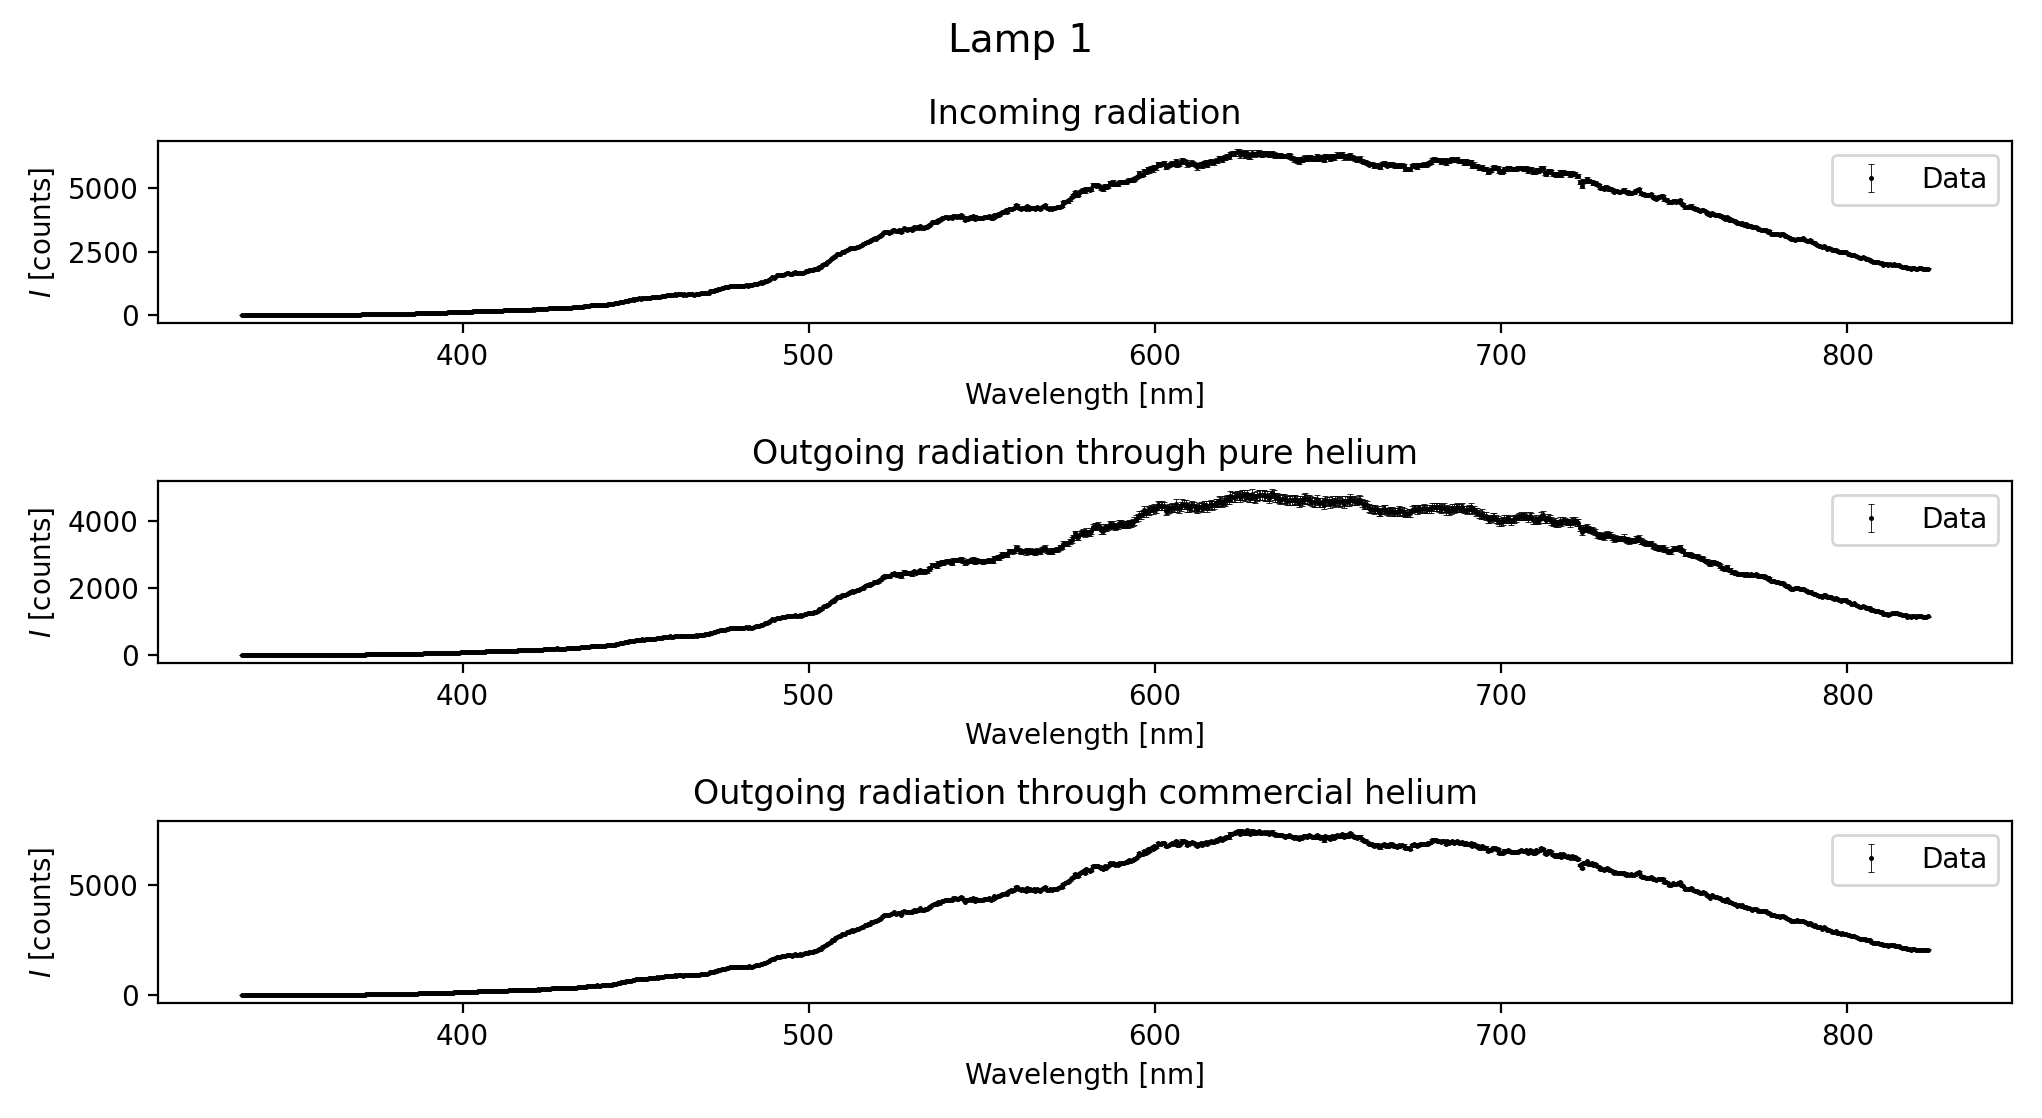 Lamp 1
Incoming radiation
I [counts]
5000
2500
0
Data
400 500 600 700 800
Wavelength [nm]
Outgoing radiation through pure helium
I [counts]
4000
2000
0
Data
400 500 600 700 800
Wavelength [nm]
Outgoing radiation through commercial helium
I [counts]
5000
0
Data
400 500 600 700 800
Wavelength [nm]